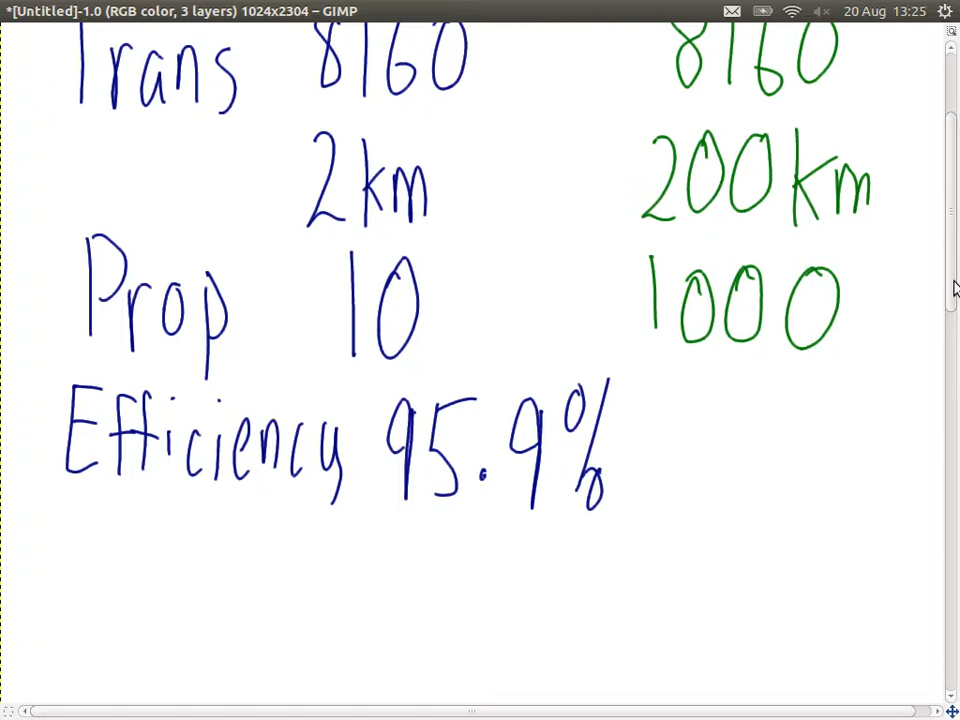 *[Untitled]-1.0 (RGB color, 3 layers) 1024x2304 – GIMP 20 Aug 13:25
Trans 8160 8160
2km 200km
Prop 10 1000
Efficiency 95.9%